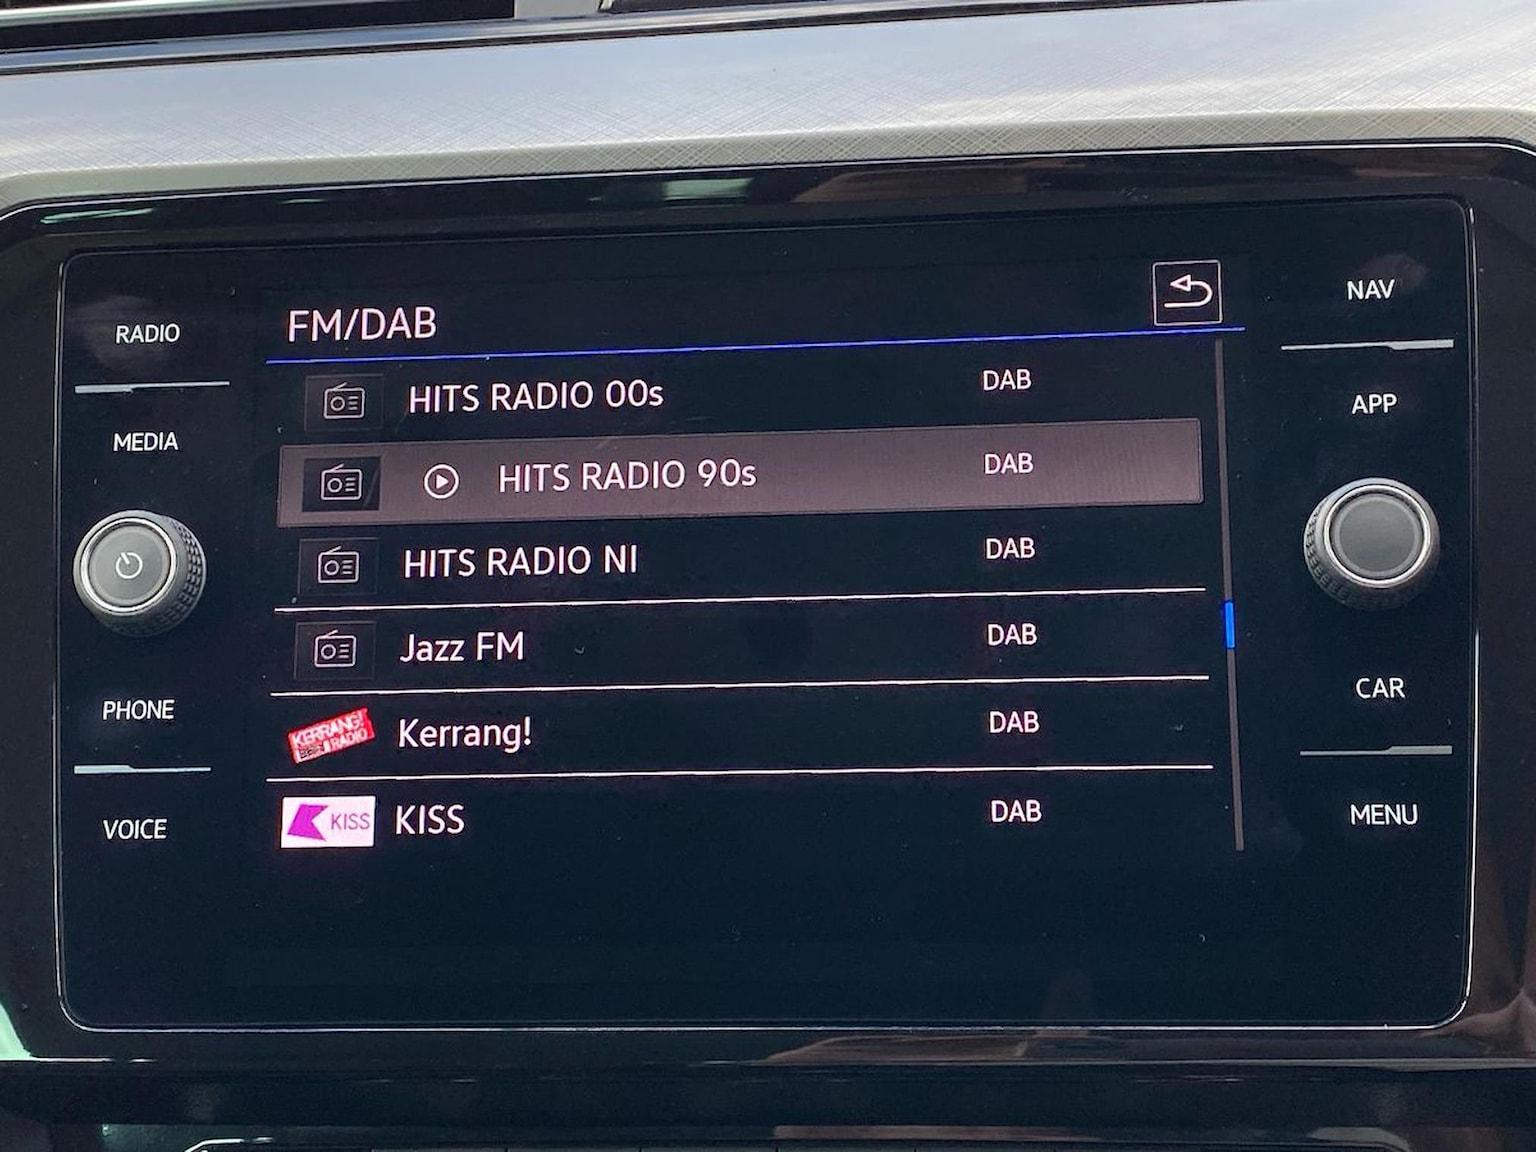 FM/DAB
RADIO
MEDIA
PHONE
VOICE
HITS RADIO 00s DAB
HITS RADIO 90s DAB
HITS RADIO NI DAB
Jazz FM DAB
KERRANG!
RADIO
Kerrang! DAB
KISS
KISS DAB
NAV
APP
CAR
MENU